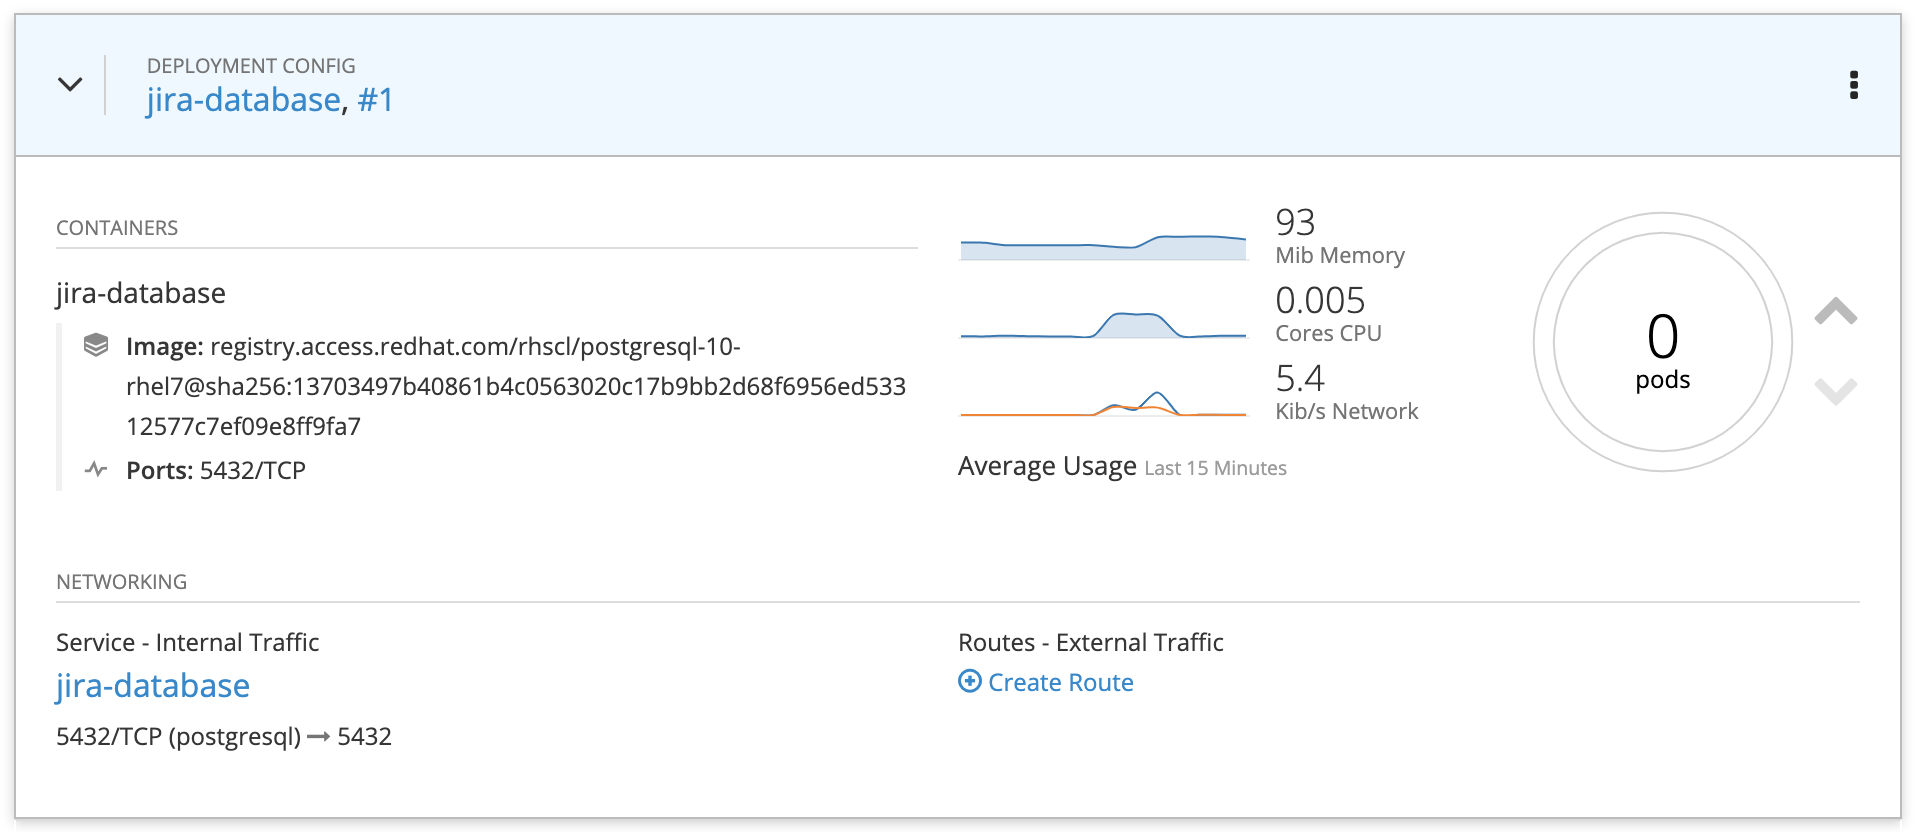 DEPLOYMENT CONFIG
jira-database, #1
CONTAINERS
jira-database
Image: registry.access.redhat.com/rhscl/postgresql-10-
rhel7@sha256:13703497b40861b4c0563020c17b9bb2d68f6956ed533
12577c7ef09e8ff9fa7
Ports: 5432/TCP
93
Mib Memory
0.005
Cores CPU
5.4
Kib/s Network
Average Usage Last 15 Minutes
0
pods
NETWORKING
Service - Internal Traffic
jira-database
5432/TCP (postgresql) → 5432
Routes - External Traffic
Create Route